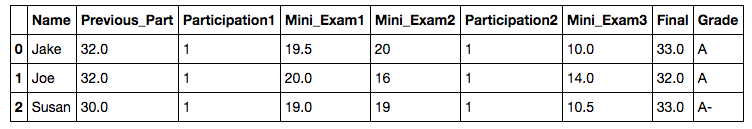 Name Previous_Part Participation1 Mini_Exam1 Mini_Exam2 Participation2 Mini_Exam3 Final Grade
0 Jake 32.0 1 19.5 20 1 10.0 33.0 A
1 Joe 32.0 1 20.0 16 1 14.0 32.0 A
2 Susan 30.0 1 19.0 19 1 10.5 33.0 A-